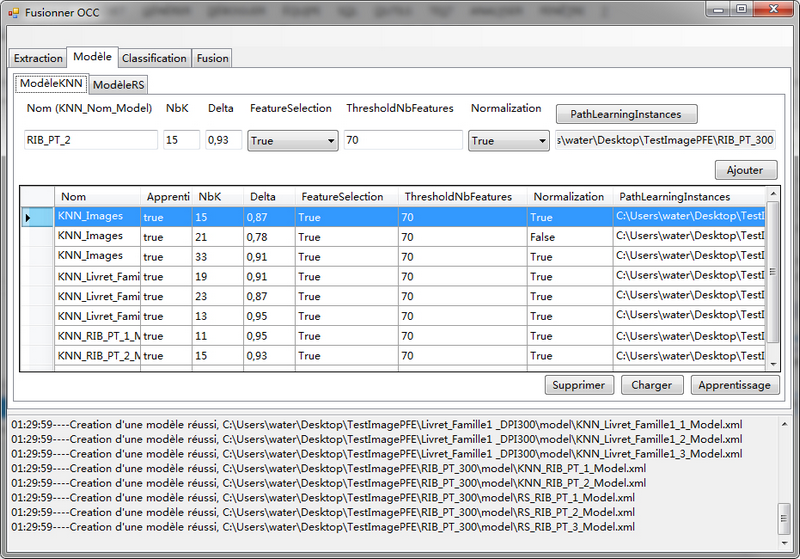 Fusionner OCC
Extraction Modèle Classification Fusion
ModèleKNN ModèleRS
Nom (KNN_Nom_Model) NbK Delta FeatureSelection ThresholdNbFeatures Normalization PathLearningInstances
RIB_PT_2 15 0,93 True 70 True s\water\Desktop\TestImagePFE\RIB_PT_300
Ajouter
Nom Apprenti NbK Delta FeatureSelection ThresholdNbFeatures Normalization PathLearningInstances
KNN_Images true 15 0,87 True 70 True C:\Users\water\Desktop\TestI
KNN_Images true 21 0,78 True 70 False C:\Users\water\Desktop\TestI
KNN_Images true 33 0,91 True 70 True C:\Users\water\Desktop\TestI
KNN_Livret_Famille true 19 0,91 True 70 True C:\Users\water\Desktop\TestI
KNN_Livret_Famille true 23 0,87 True 70 True C:\Users\water\Desktop\TestI
KNN_Livret_Famille true 13 0,95 True 70 True C:\Users\water\Desktop\TestI
KNN_RIB_PT_1_M true 11 0,95 True 70 True C:\Users\water\Desktop\TestI
KNN_RIB_PT_2_M true 15 0,93 True 70 True C:\Users\water\Desktop\TestI
Supprimer Charger Apprentissage
01:29:59----Creation d'une modèle réussi, C:\Users\water\Desktop\TestImagePFE\Livret_Famille1 _DPI300\model\KNN_Livret_Famille1_1_Model.xml
01:29:59----Creation d'une modèle réussi, C:\Users\water\Desktop\TestImagePFE\Livret_Famille1 _DPI300\model\KNN_Livret_Famille1_2_Model.xml
01:29:59----Creation d'une modèle réussi, C:\Users\water\Desktop\TestImagePFE\Livret_Famille1 _DPI300\model\KNN_Livret_Famille1_3_Model.xml
01:29:59----Creation d'une modèle réussi, C:\Users\water\Desktop\TestImagePFE\RIB_PT_300\model\KNN_RIB_PT_1_Model.xml
01:29:59----Creation d'une modèle réussi, C:\Users\water\Desktop\TestImagePFE\RIB_PT_300\model\KNN_RIB_PT_2_Model.xml
01:29:59----Creation d'une modèle réussi, C:\Users\water\Desktop\TestImagePFE\RIB_PT_300\model\RS_RIB_PT_1_Model.xml
01:29:59----Creation d'une modèle réussi, C:\Users\water\Desktop\TestImagePFE\RIB_PT_300\model\RS_RIB_PT_2_Model.xml
01:29:59----Creation d'une modèle réussi, C:\Users\water\Desktop\TestImagePFE\RIB_PT_300\model\RS_RIB_PT_3_Model.xml